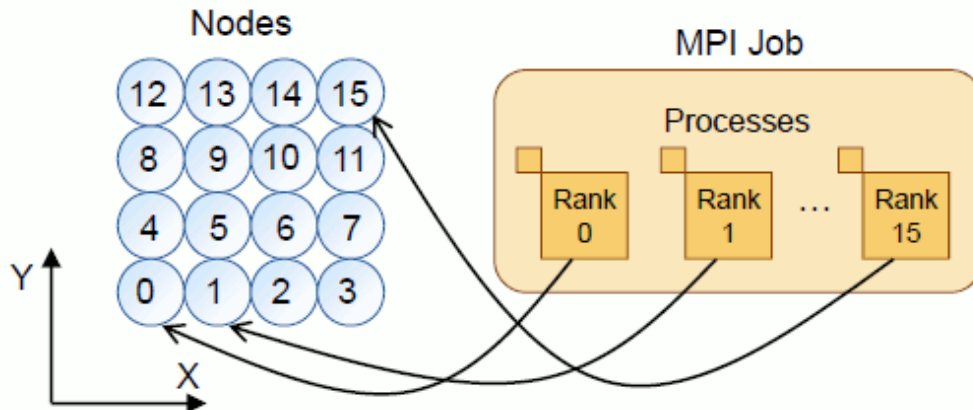 Nodes
12 13 14 15
8 9 10 11
4 5 6 7
0 1 2 3
Y
X
MPI Job
Processes
Rank
0
Rank
1
...
Rank
15